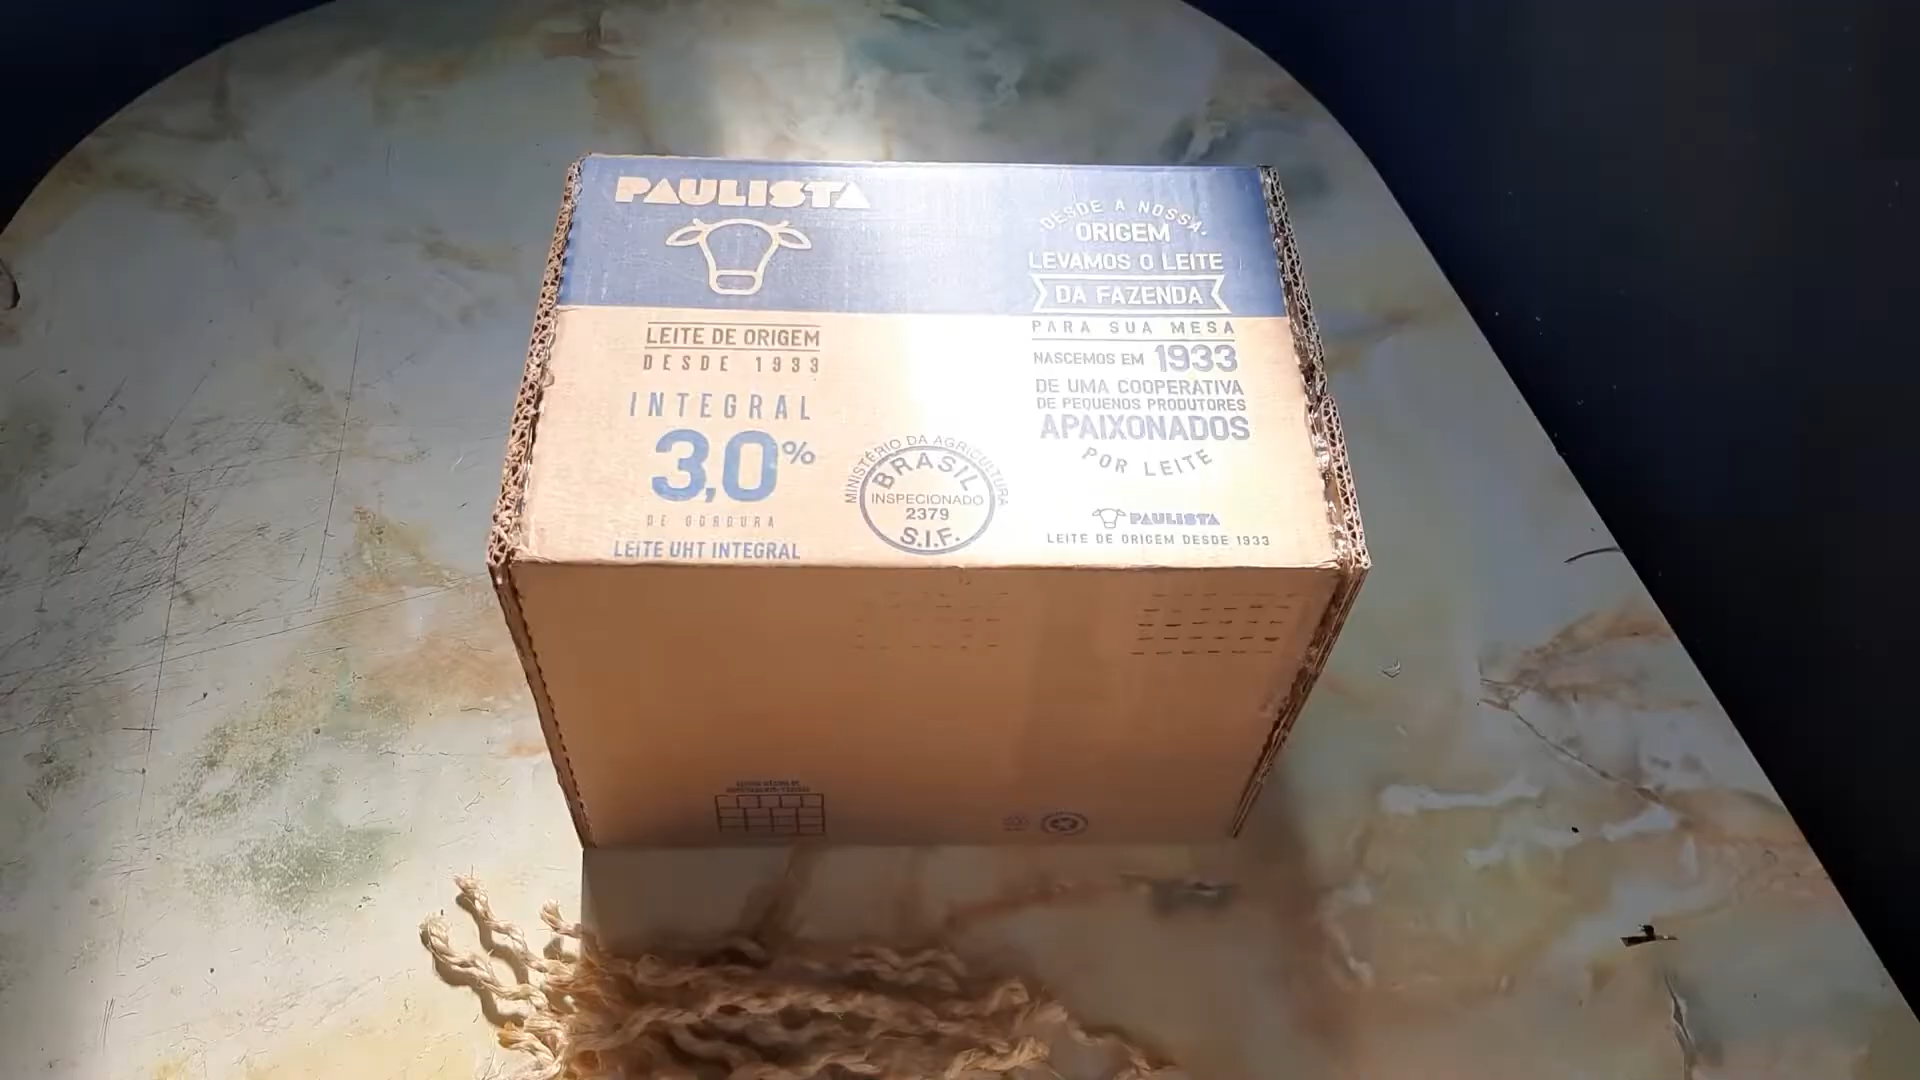 PAULISTA
LEITE DE ORIGEM
DESDE 1933
INTEGRAL
3,0%
DE GORDURA
LEITE UHT INTEGRAL
MINISTÉRIO DA AGRICULTURA
BRASIL
INSPECIONADO
2379
S.I.F.
DESDE A NOSSA
ORIGEM
LEVAMOS O LEITE
DA FAZENDA
PARA SUA MESA
NASCEMOS EM 1933
DE UMA COOPERATIVA
DE PEQUENOS PRODUTORES
APAIXONADOS
POR LEITE
PAULISTA
LEITE DE ORIGEM DESDE 1933